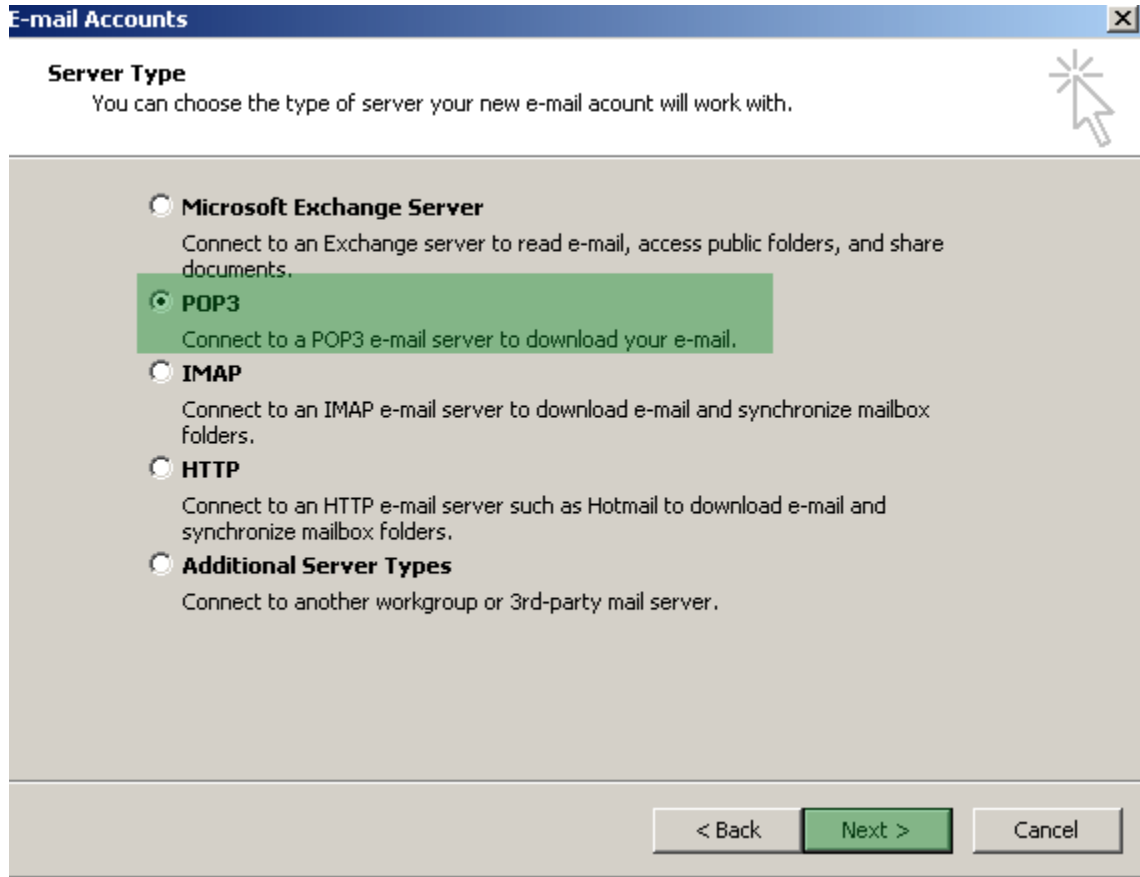 E-mail Accounts
Server Type
You can choose the type of server your new e-mail acount will work with.
Microsoft Exchange Server
Connect to an Exchange server to read e-mail, access public folders, and share
documents.
POP3
Connect to a POP3 e-mail server to download your e-mail.
IMAP
Connect to an IMAP e-mail server to download e-mail and synchronize mailbox
folders.
HTTP
Connect to an HTTP e-mail server such as Hotmail to download e-mail and
synchronize mailbox folders.
Additional Server Types
Connect to another workgroup or 3rd-party mail server.
< Back Next > Cancel